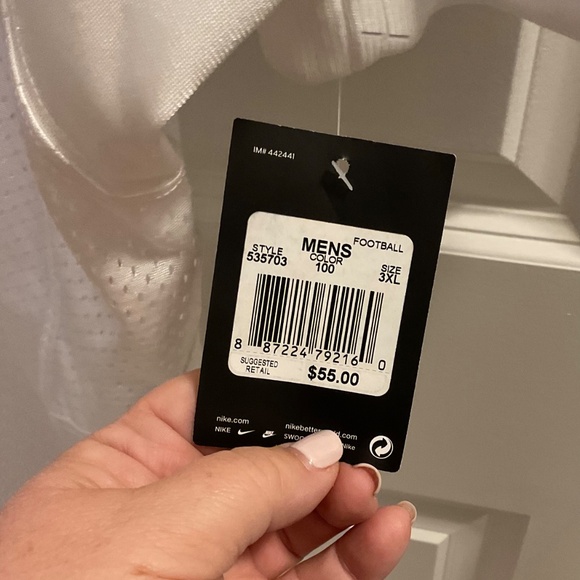 IM# 442441
MENS FOOTBALL
STYLE COLOR SIZE
535703 100 3XL
8 87224 79216 0
SUGGESTED
RETAIL $55.00
nike.com
NIKE